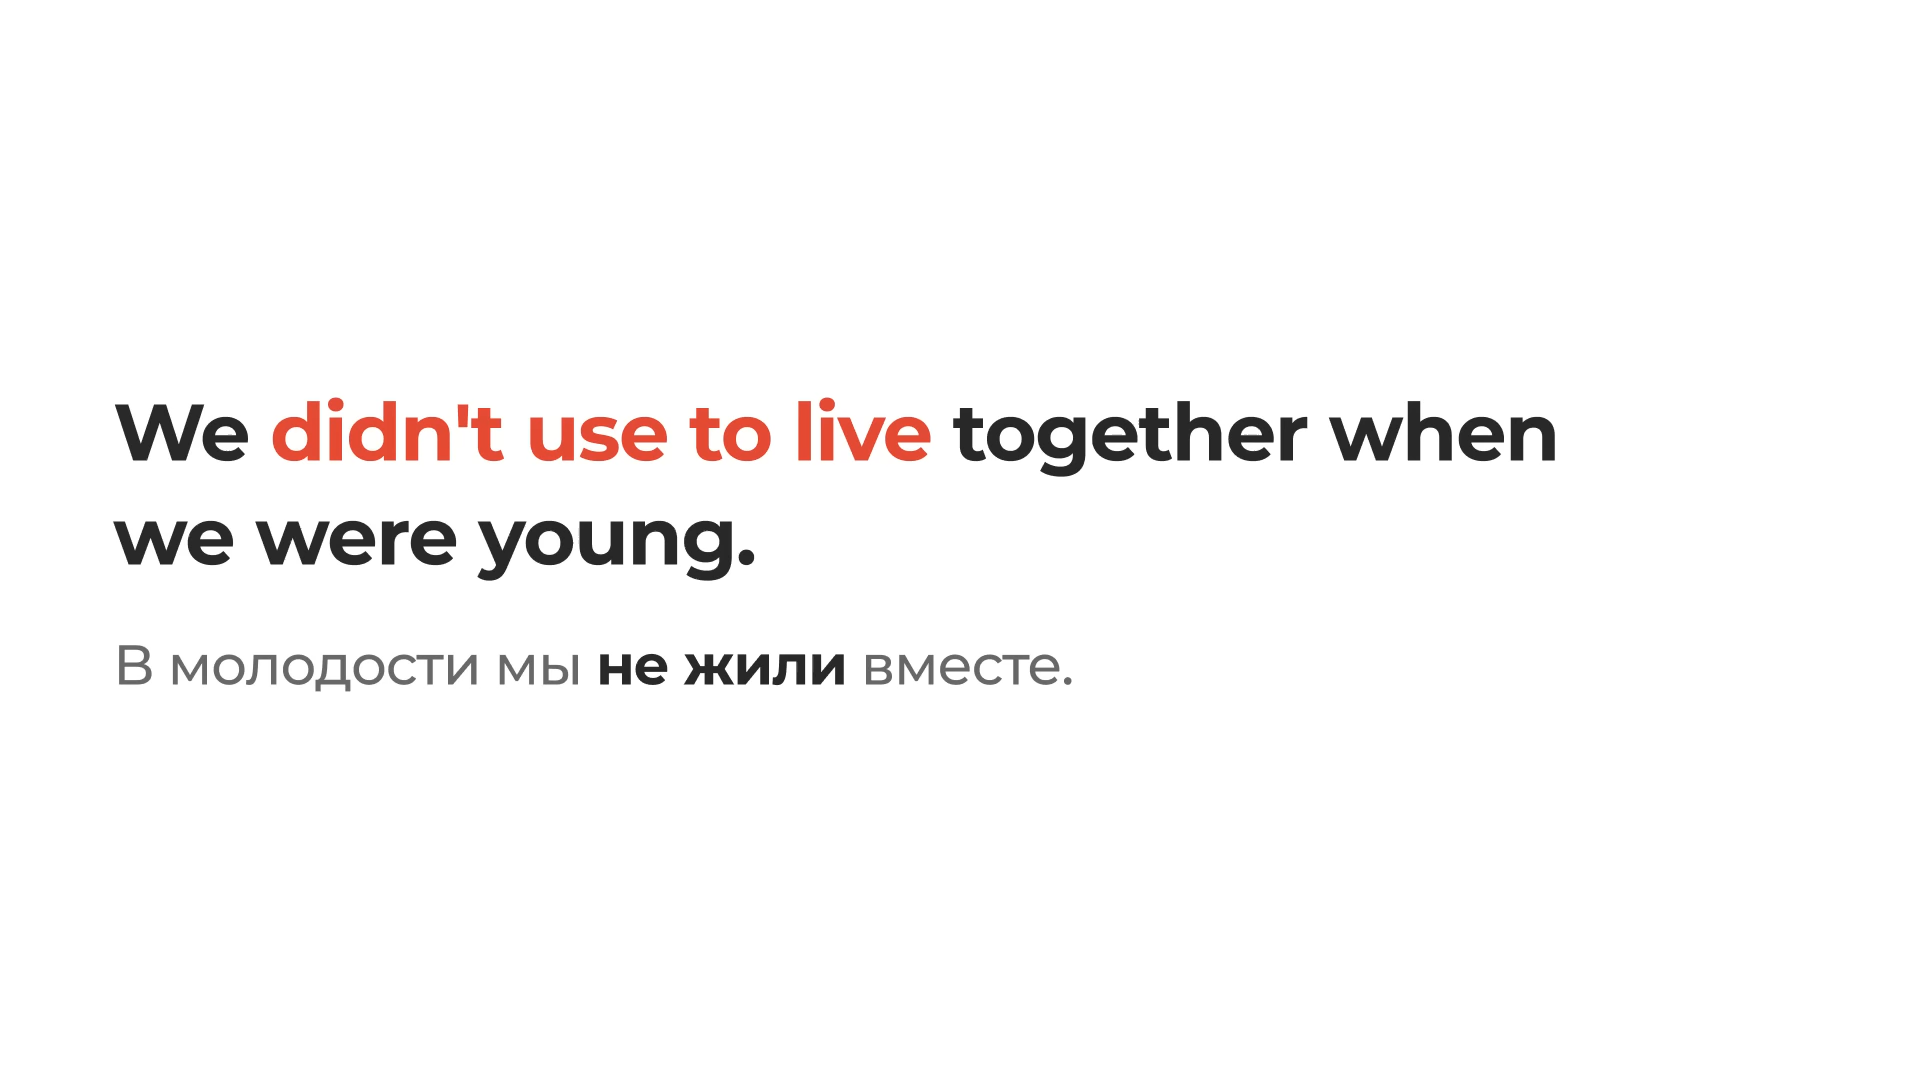 We didn't use to live together when
we were young.
В молодости мы не жили вместе.